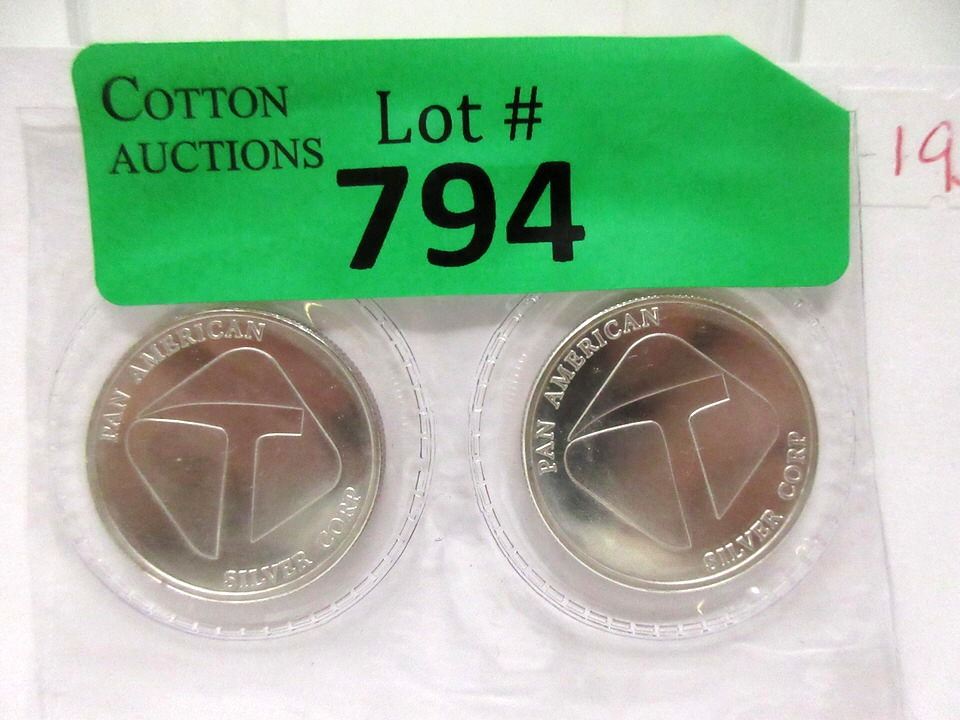 COTTON
AUCTIONS
Lot #
794
PAN AMERICAN
SILVER CORP
PAN AMERICAN
SILVER CORP